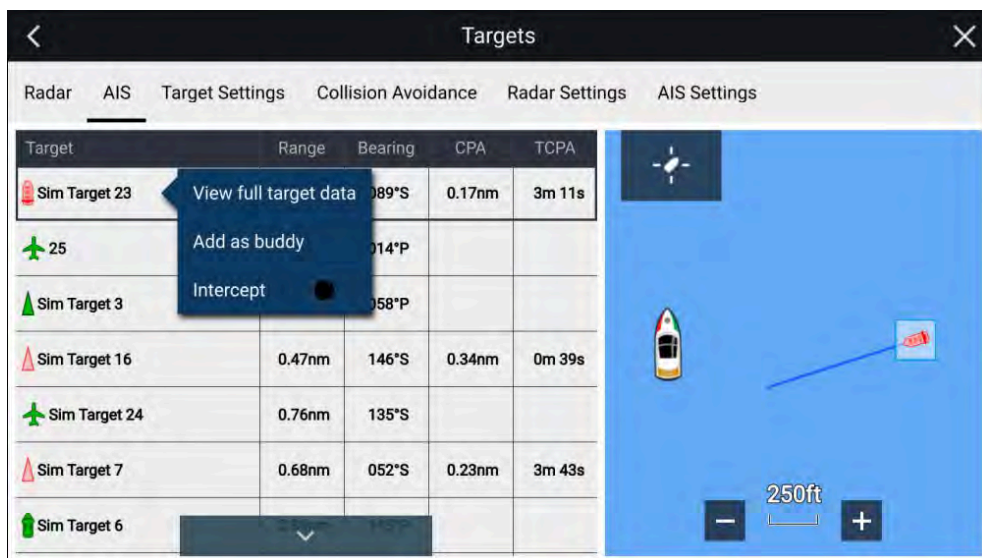 Targets
Radar AIS Target Settings Collision Avoidance Radar Settings AIS Settings
Target Range Bearing CPA TCPA
Sim Target 23 View full target data 089°S 0.17nm 3m 11s
25 Add as buddy 014°P
Sim Target 3 Intercept 058°P
Sim Target 16 0.47nm 146°S 0.34nm 0m 39s
Sim Target 24 0.76nm 135°S
Sim Target 7 0.68nm 052°S 0.23nm 3m 43s
250ft
Sim Target 6